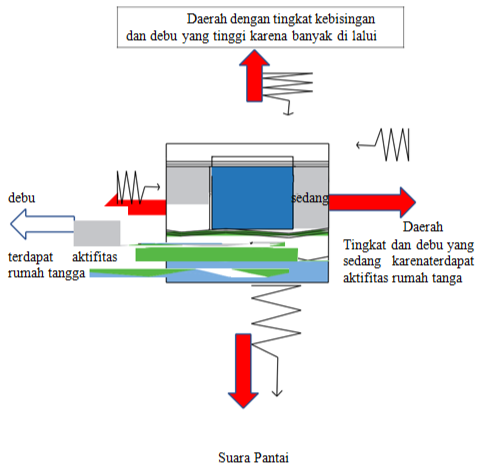 Daerah dengan tingkat kebisingan
dan debu yang tinggi karena banyak di lalui
sedang
debu
terdapat aktifitas
rumah tangga
Daerah
Tingkat dan debu yang
sedang karenaterdapat
aktifitas rumah tanga
Suara Pantai